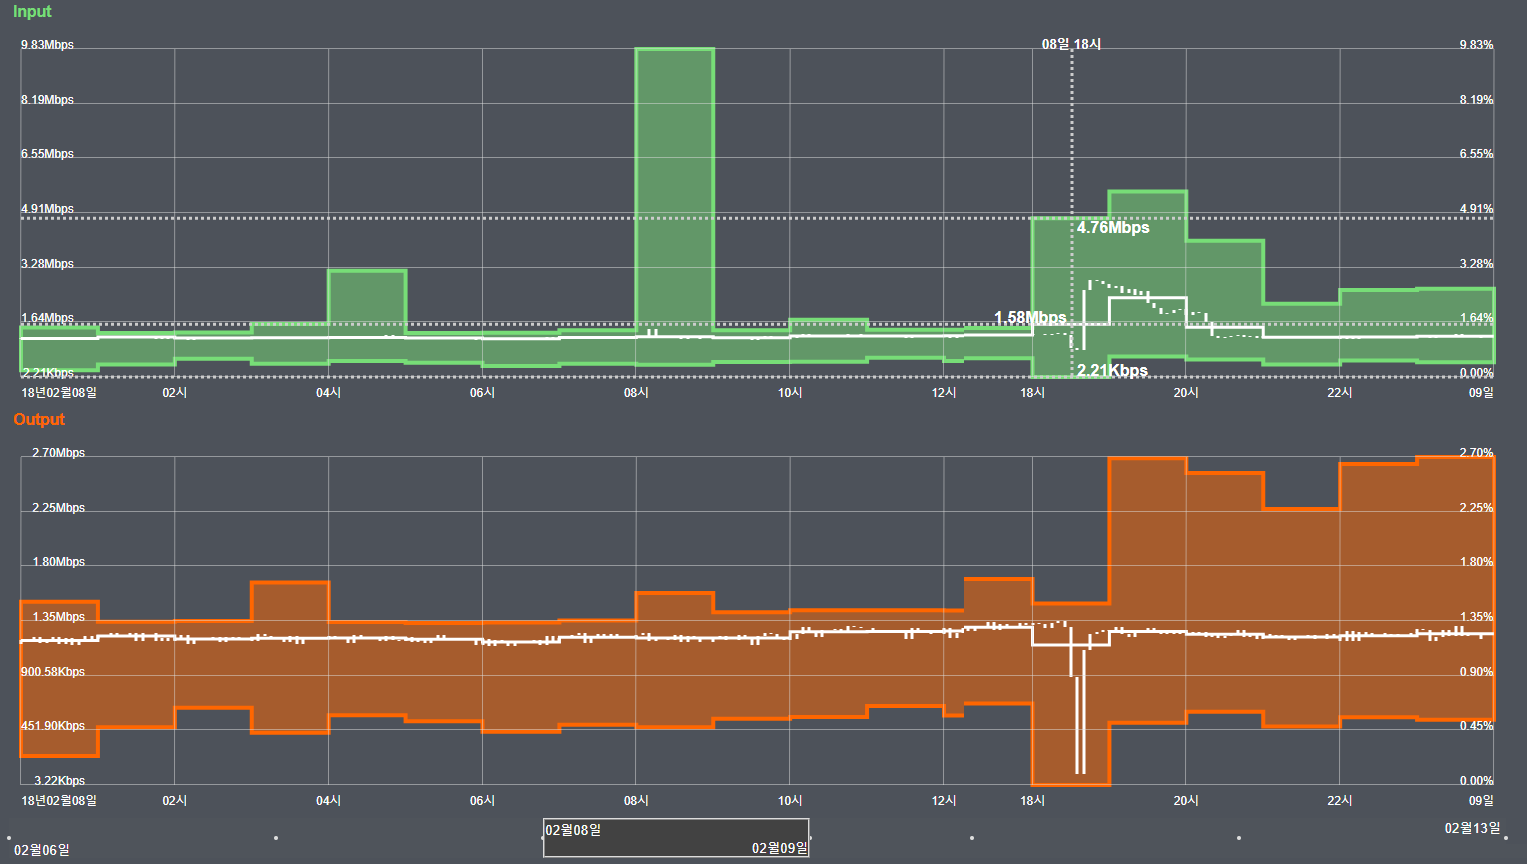 Input
08일 18시
9.83Mbps 9.83%
8.19Mbps 8.19%
6.55Mbps 6.55%
4.91Mbps 4.91%
4.76Mbps
3.28Mbps 3.28%
1.64Mbps 1.58Mbps 1.64%
2.21Kbps 2.21Kbps 0.00%
18년02월08일 02시 04시 06시 08시 10시 12시 18시 20시 22시 09일
Output
2.70Mbps 2.70%
2.25Mbps 2.25%
1.80Mbps 1.80%
1.35Mbps 1.35%
900.58Kbps 0.90%
451.90Kbps 0.45%
3.22Kbps 0.00%
18년02월08일 02시 04시 06시 08시 10시 12시 18시 20시 22시 09일
02월08일 02월13일
02월06일 02월09일